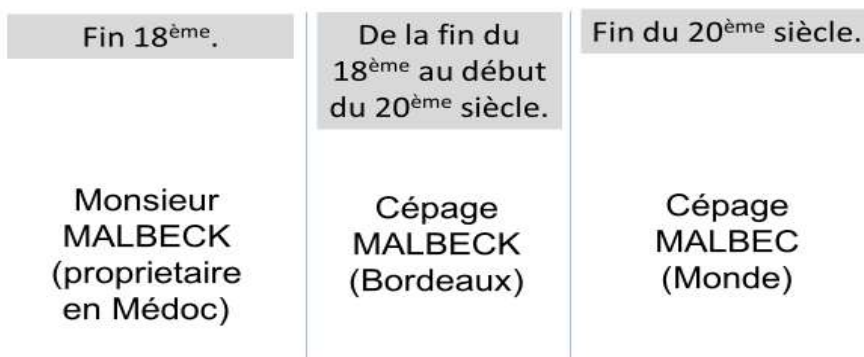 Fin 18ème.
Monsieur
MALBECK
(proprietaire
en Médoc)
De la fin du
18ème au début
du 20ème siècle.
Cépage
MALBECK
(Bordeaux)
Fin du 20ème siècle.
Cépage
MALBEC
(Monde)